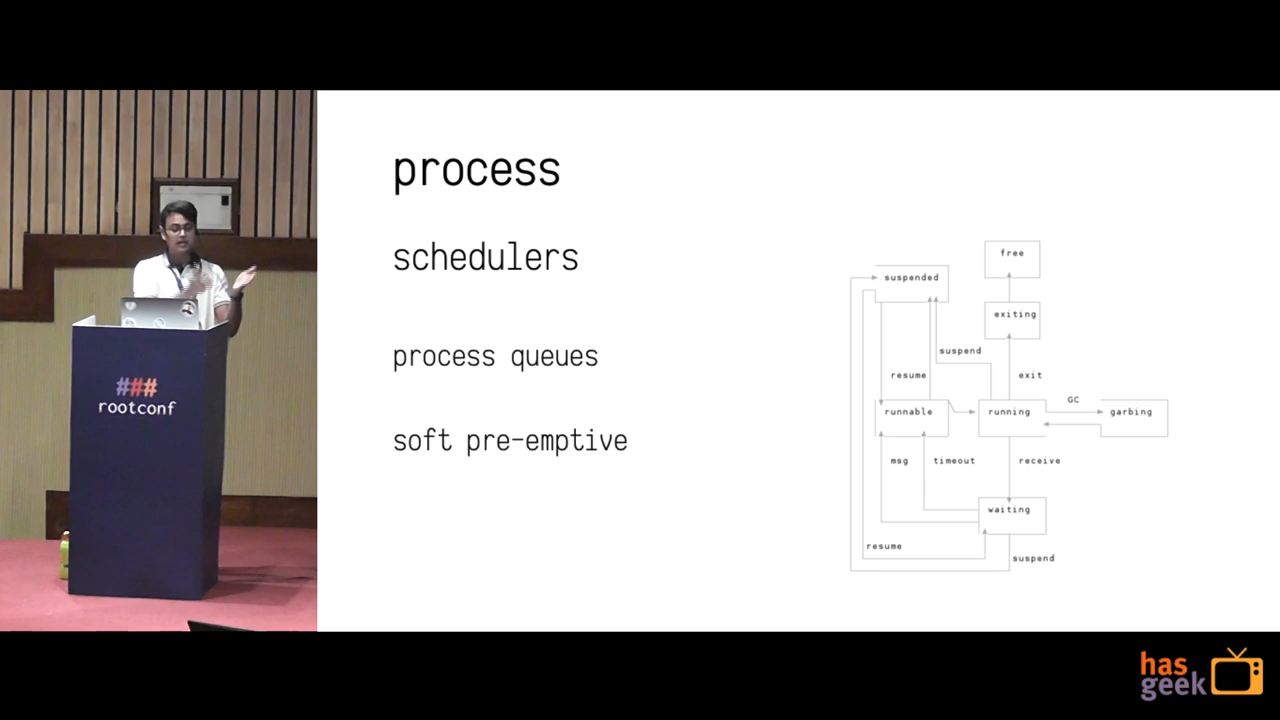 process
schedulers
process queues
soft pre-emptive
free
suspended
exiting
suspend
resume
exit
GC
runnable
running
garbing
msg
timeout
receive
waiting
resume
suspend
###
rootconf
has
geek